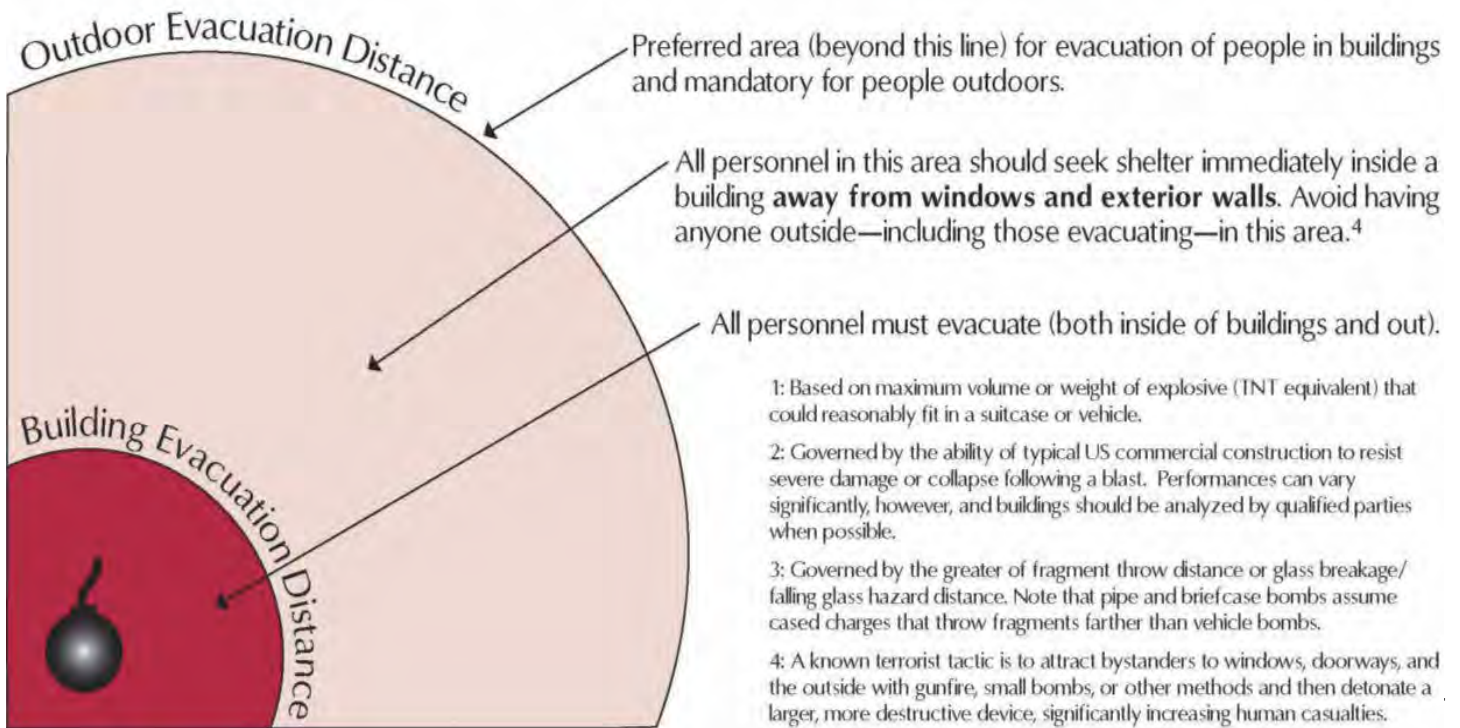 Outdoor Evacuation Distance
Preferred area (beyond this line) for evacuation of people in buildings
and mandatory for people outdoors.
All personnel in this area should seek shelter immediately inside a
building away from windows and exterior walls. Avoid having
anyone outside—including those evacuating—in this area.⁴
All personnel must evacuate (both inside of buildings and out).
Building Evacuation Distance
1: Based on maximum volume or weight of explosive (TNT equivalent) that
could reasonably fit in a suitcase or vehicle.
2: Governed by the ability of typical US commercial construction to resist
severe damage or collapse following a blast. Performances can vary
significantly, however, and buildings should be analyzed by qualified parties
when possible.
3: Governed by the greater of fragment throw distance or glass breakage/
falling glass hazard distance. Note that pipe and briefcase bombs assume
cased charges that throw fragments farther than vehicle bombs.
4: A known terrorist tactic is to attract bystanders to windows, doorways, and
the outside with gunfire, small bombs, or other methods and then detonate a
larger, more destructive device, significantly increasing human casualties.